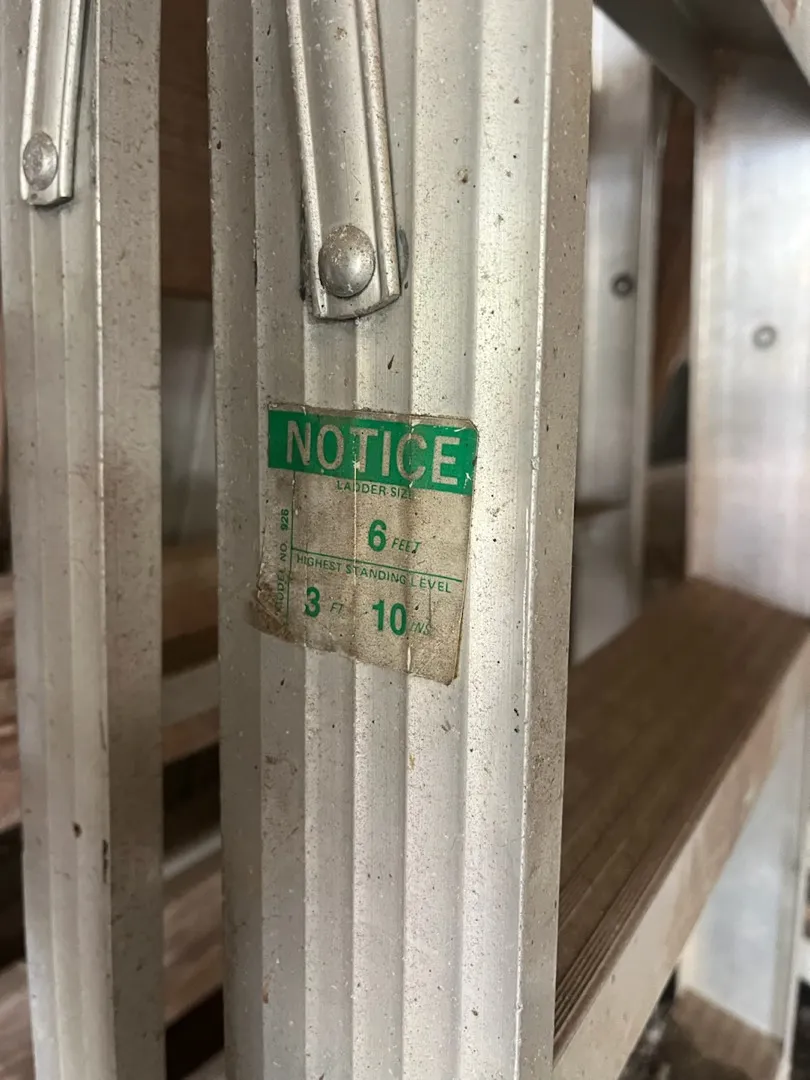 NOTICE
LADDER SIZE
6 FEET
MODEL NO. 926
HIGHEST STANDING LEVEL
3 FT 10 INS